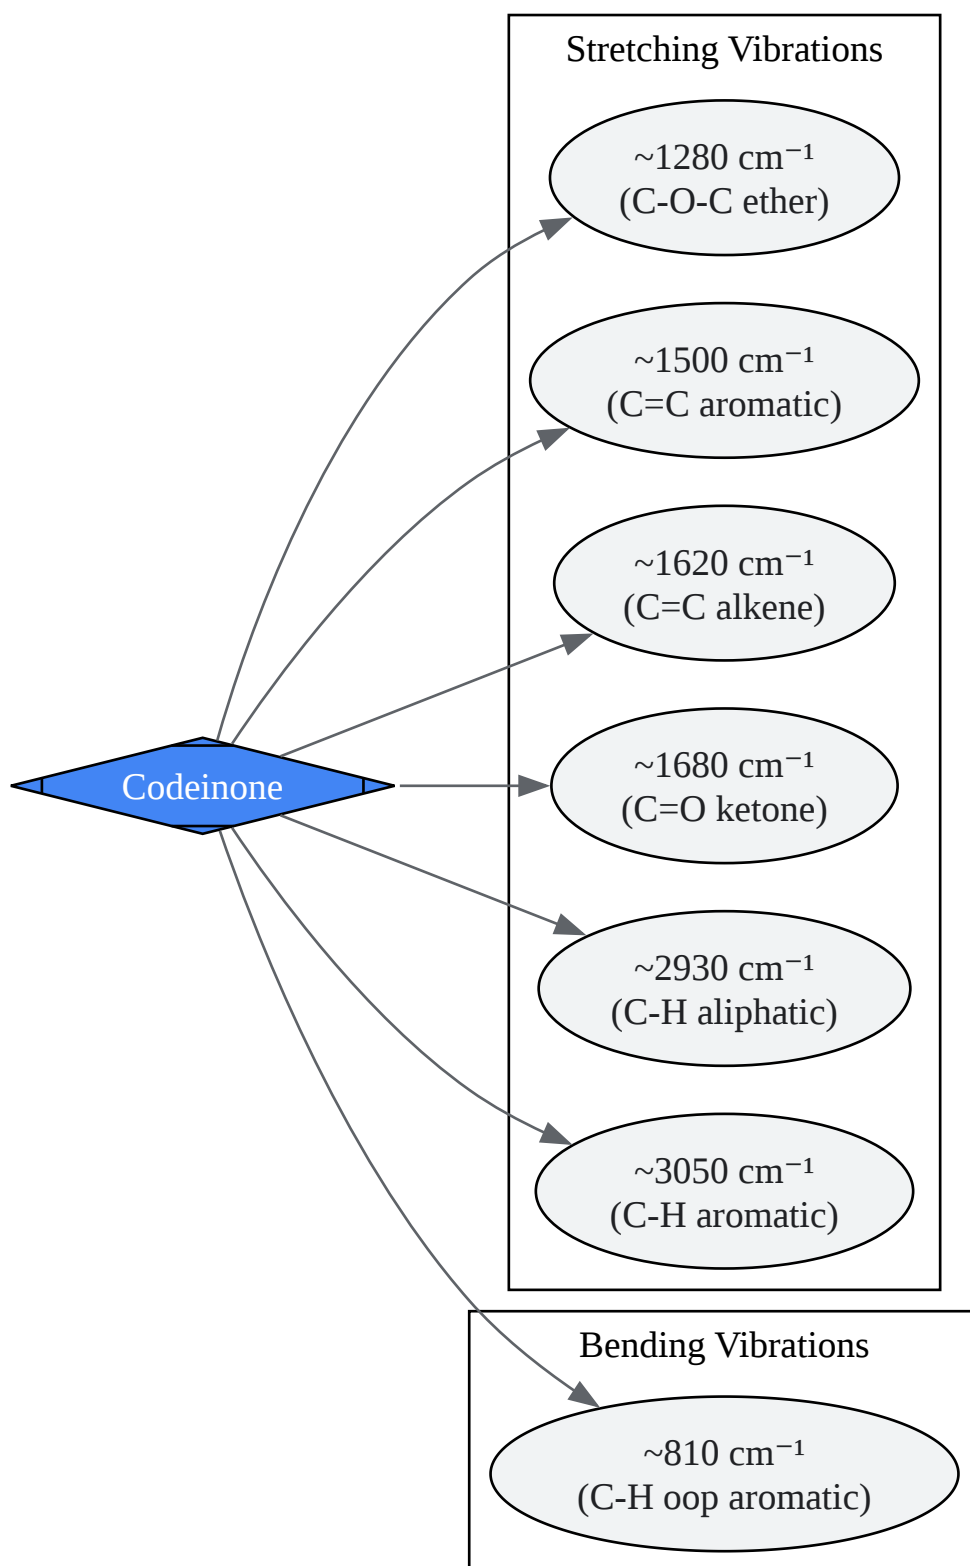 Stretching Vibrations
~1280 cm⁻¹
(C-O-C ether)
~1500 cm⁻¹
(C=C aromatic)
~1620 cm⁻¹
(C=C alkene)
Codeinone
~1680 cm⁻¹
(C=O ketone)
~2930 cm⁻¹
(C-H aliphatic)
~3050 cm⁻¹
(C-H aromatic)
Bending Vibrations
~810 cm⁻¹
(C-H oop aromatic)